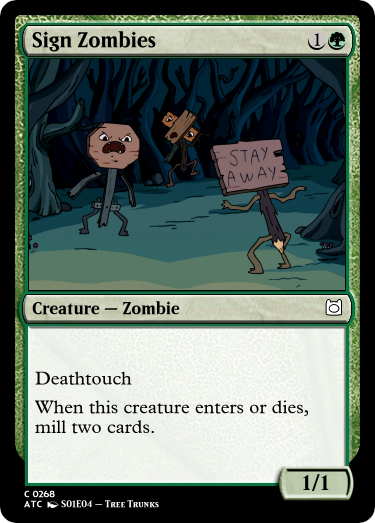 Sign Zombies 1
STAY
AWAY
Creature — Zombie
Deathtouch
When this creature enters or dies,
mill two cards.
1/1
C 0268
ATC S01E04 – Tree Trunks